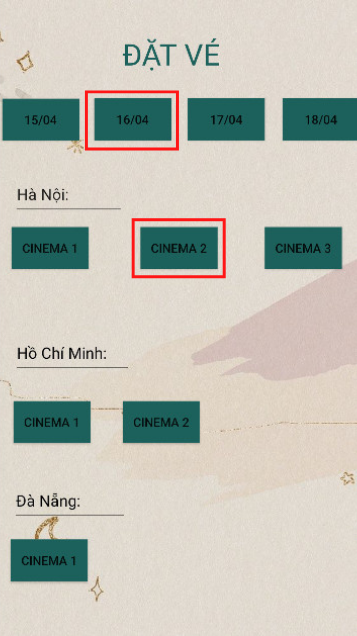 ĐẶT VÉ
15/04 16/04 17/04 18/04
Hà Nội:
CINEMA 1 CINEMA 2 CINEMA 3
Hồ Chí Minh:
CINEMA 1 CINEMA 2
Đà Nẵng:
CINEMA 1